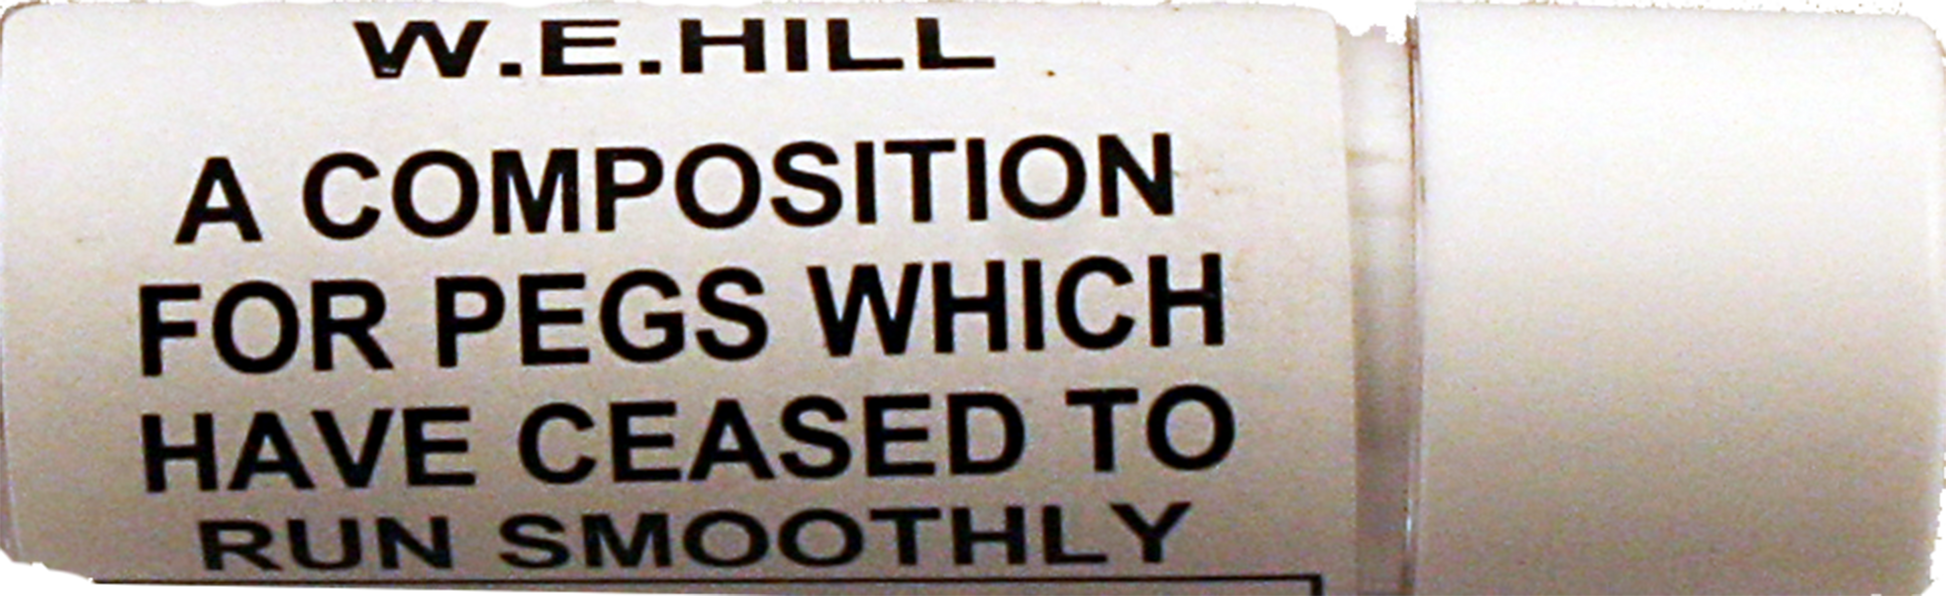 W.E.HILL
A COMPOSITION
FOR PEGS WHICH
HAVE CEASED TO
RUN SMOOTHLY